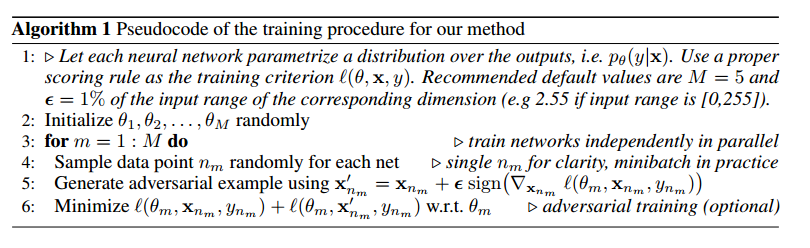 Algorithm 1 Pseudocode of the training procedure for our method
1: ▷ Let each neural network parametrize a distribution over the outputs, i.e. p_θ(y|x). Use a proper
scoring rule as the training criterion ℓ(θ, x, y). Recommended default values are M = 5 and
ϵ = 1% of the input range of the corresponding dimension (e.g 2.55 if input range is [0,255]).
2: Initialize θ₁, θ₂, . . . , θ_M randomly
3: for m = 1 : M do ▷ train networks independently in parallel
4: Sample data point n_m randomly for each net ▷ single n_m for clarity, minibatch in practice
5: Generate adversarial example using x′_{n_m} = x_{n_m} + ϵ sign(∇_{x_{n_m}} ℓ(θ_m, x_{n_m}, y_{n_m}))
6: Minimize ℓ(θ_m, x_{n_m}, y_{n_m}) + ℓ(θ_m, x′_{n_m}, y_{n_m}) w.r.t. θ_m ▷ adversarial training (optional)